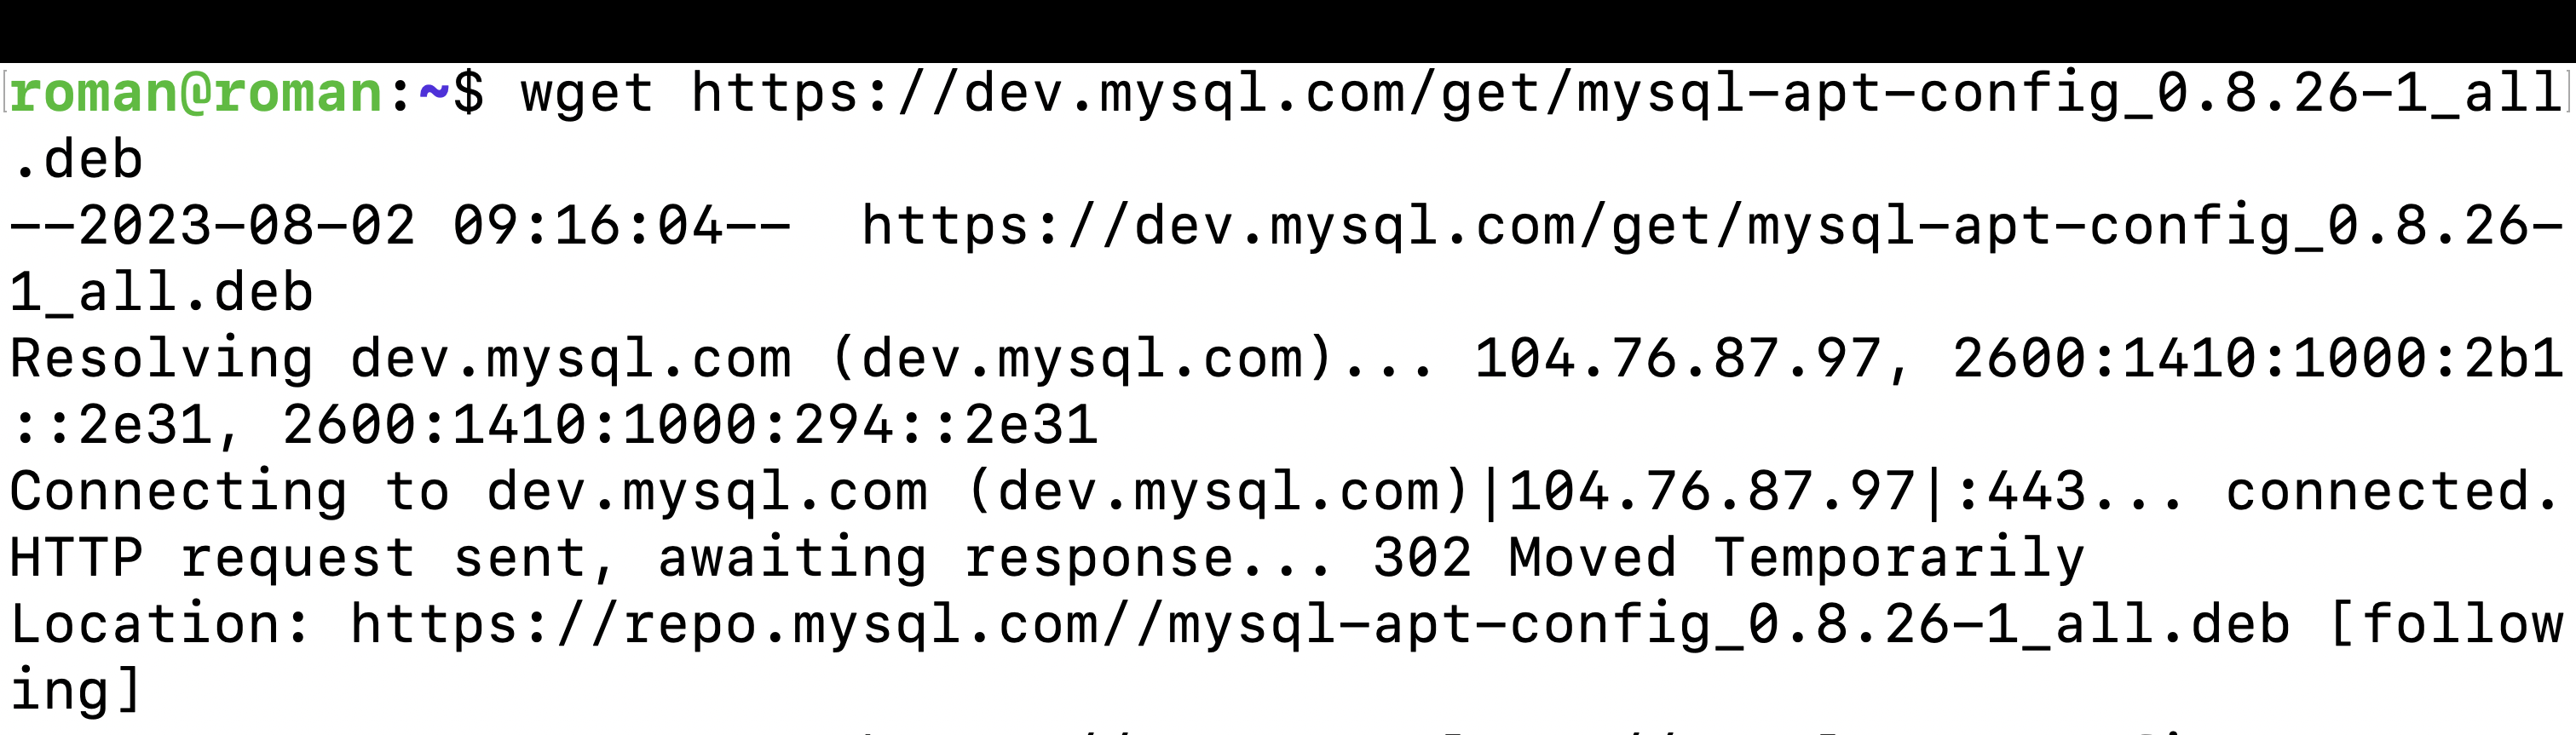 roman@roman:~$ wget https://dev.mysql.com/get/mysql-apt-config_0.8.26-1_all
.deb
--2023-08-02 09:16:04--  https://dev.mysql.com/get/mysql-apt-config_0.8.26-
1_all.deb
Resolving dev.mysql.com (dev.mysql.com)... 104.76.87.97, 2600:1410:1000:2b1
::2e31, 2600:1410:1000:294::2e31
Connecting to dev.mysql.com (dev.mysql.com)|104.76.87.97|:443... connected.
HTTP request sent, awaiting response... 302 Moved Temporarily
Location: https://repo.mysql.com//mysql-apt-config_0.8.26-1_all.deb [follow
ing]